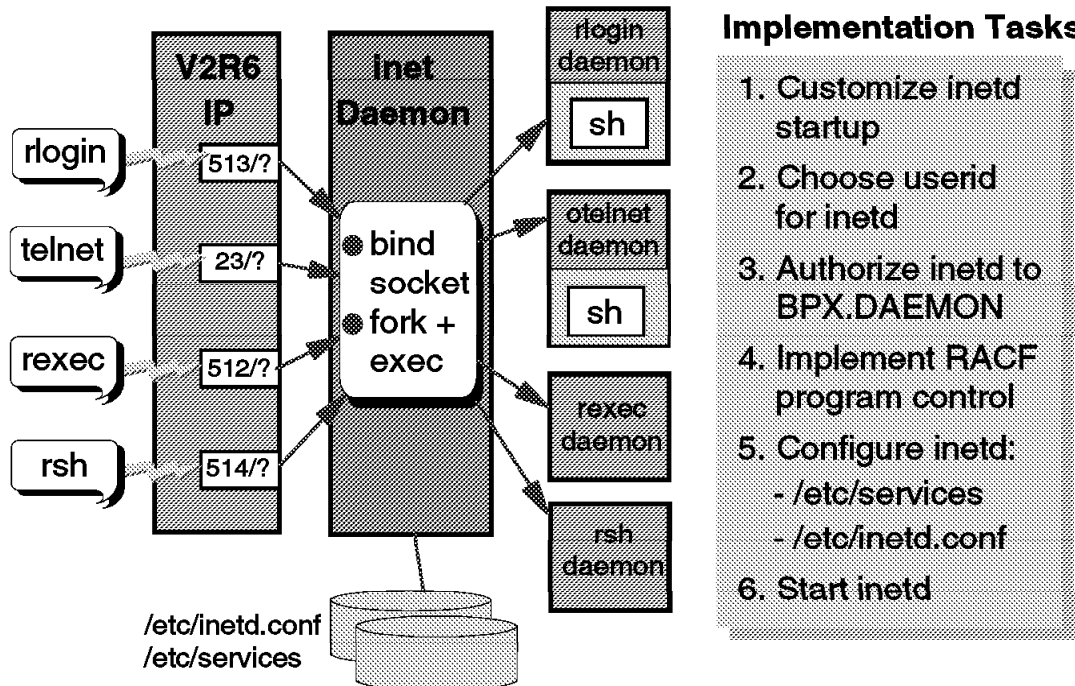 V2R6
IP
inet
Daemon
rlogin
513/?
telnet
23/?
rexec
512/?
rsh
514/?
bind
socket
fork +
exec
rlogin
daemon
sh
otelnet
daemon
sh
rexec
daemon
rsh
daemon
/etc/inetd.conf
/etc/services
Implementation Tasks
1. Customize inetd
startup
2. Choose userid
for inetd
3. Authorize inetd to
BPX.DAEMON
4. Implement RACF
program control
5. Configure inetd:
- /etc/services
- /etc/inetd.conf
6. Start inetd